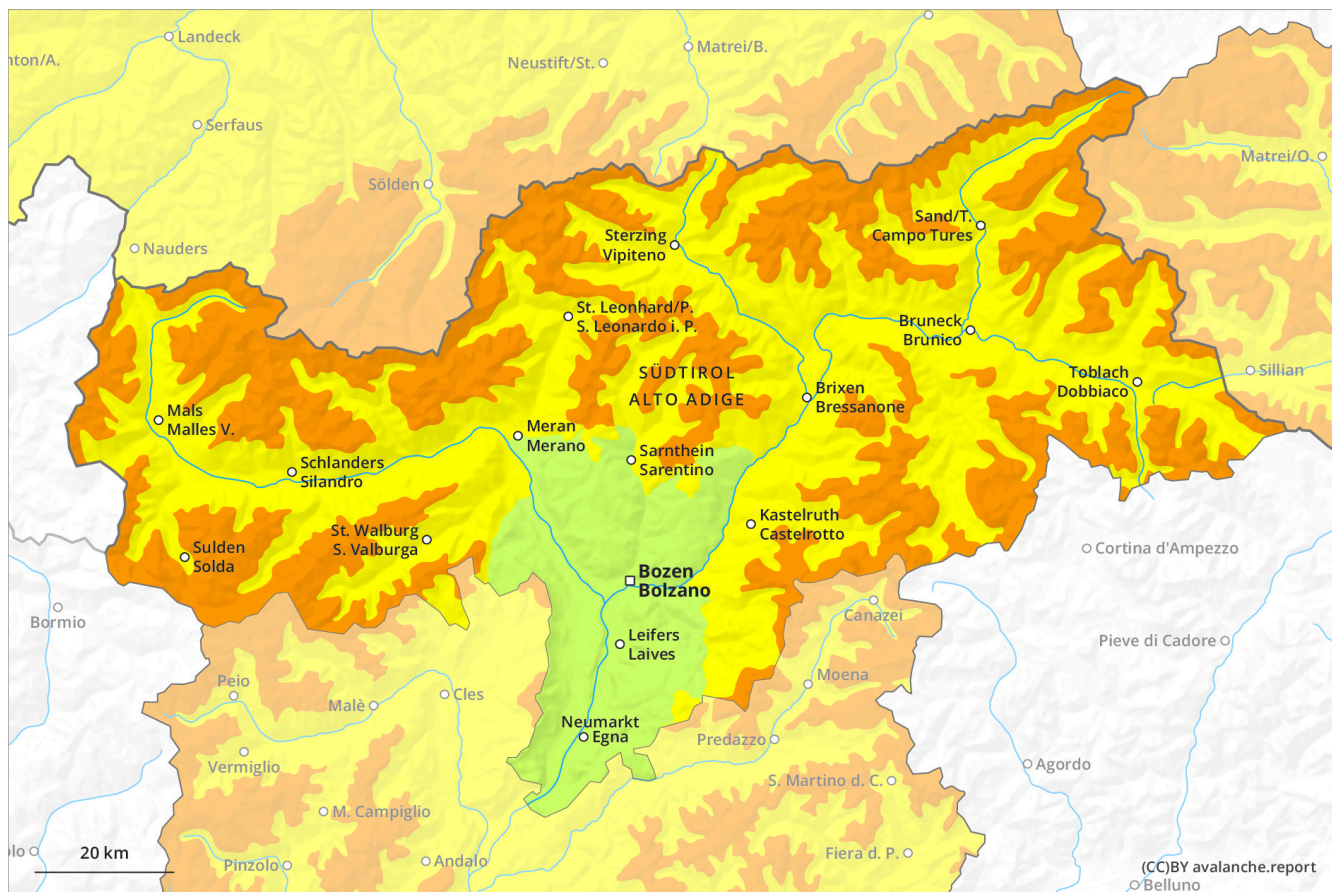 Landeck
nton/A.
Matrei/B.
Neustift/St.
Serfaus
Matrei/O.
Sölden
Nauders
Sand/T.
Campo Tures
Sterzing
Vipiteno
St. Leonhard/P.
S. Leonardo i. P.
Bruneck
Brunico
SÜDTIROL
ALTO ADIGE
Toblach
Dobbiaco
Sillian
Brixen
Bressanone
Mals
Malles V.
Meran
Merano
Sarnthein
Sarentino
Schlanders
Silandro
Kastelruth
Castelrotto
St. Walburg
S. Valburga
Sulden
Solda
Cortina d'Ampezzo
Bozen
Bolzano
Bormio
Canazei
Leifers
Laives
Pieve di Cadore
Peio
Moena
Cles
Malè
Neumarkt
Egna
Predazzo
Vermiglio
Agordo
S. Martino d. C.
M. Campiglio
olo
20 km
Pinzolo
Andalo
Fiera d. P.
(CC)BY avalanche.report
Belluno